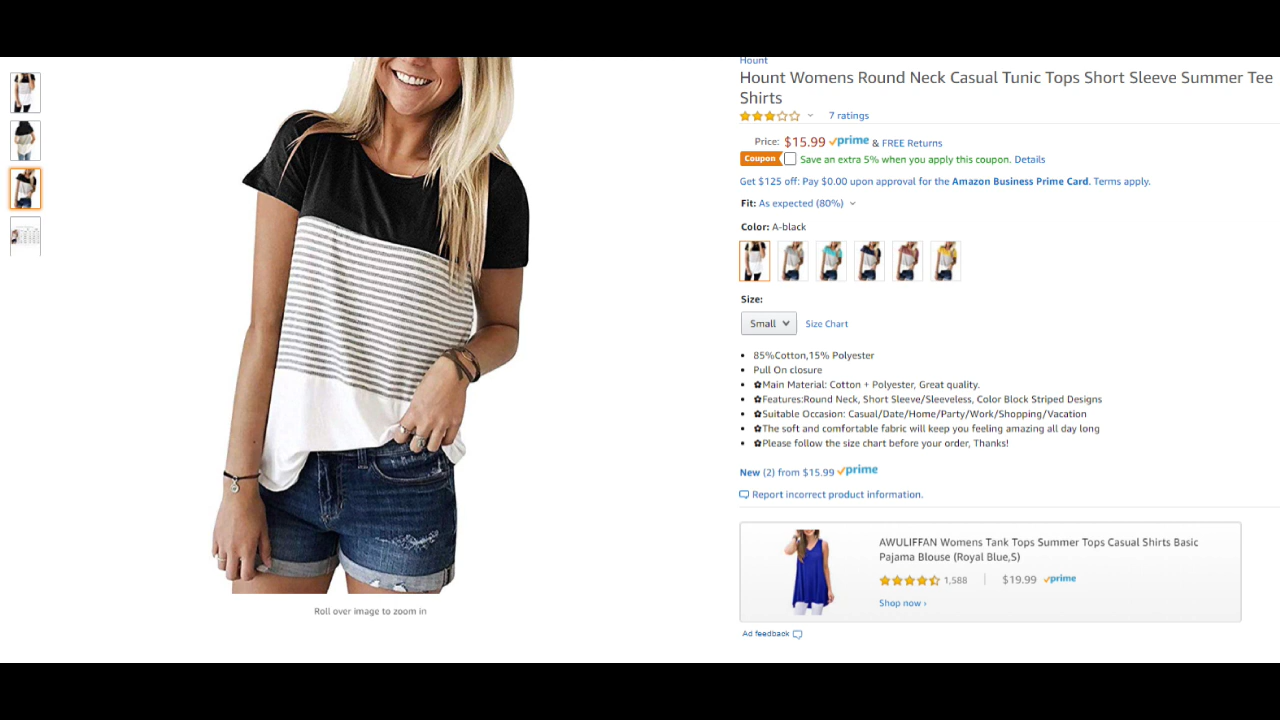 Hount
Hount Womens Round Neck Casual Tunic Tops Short Sleeve Summer Tee
Shirts
7 ratings
Price: $15.99 prime & FREE Returns
Coupon Save an extra 5% when you apply this coupon. Details
Get $125 off: Pay $0.00 upon approval for the Amazon Business Prime Card. Terms apply.
Fit: As expected (80%)
Color: A-black
Size:
Small Size Chart
85%Cotton,15% Polyester
Pull On closure
✿Main Material: Cotton + Polyester, Great quality.
✿Features:Round Neck, Short Sleeve/Sleeveless, Color Block Striped Designs
✿Suitable Occasion: Casual/Date/Home/Party/Work/Shopping/Vacation
✿The soft and comfortable fabric will keep you feeling amazing all day long
✿Please follow the size chart before your order, Thanks!
New (2) from $15.99 prime
Report incorrect product information.
AWULIFFAN Womens Tank Tops Summer Tops Casual Shirts Basic
Pajama Blouse (Royal Blue,S)
1,588 | $19.99 prime
Shop now ›
Ad feedback
Roll over image to zoom in